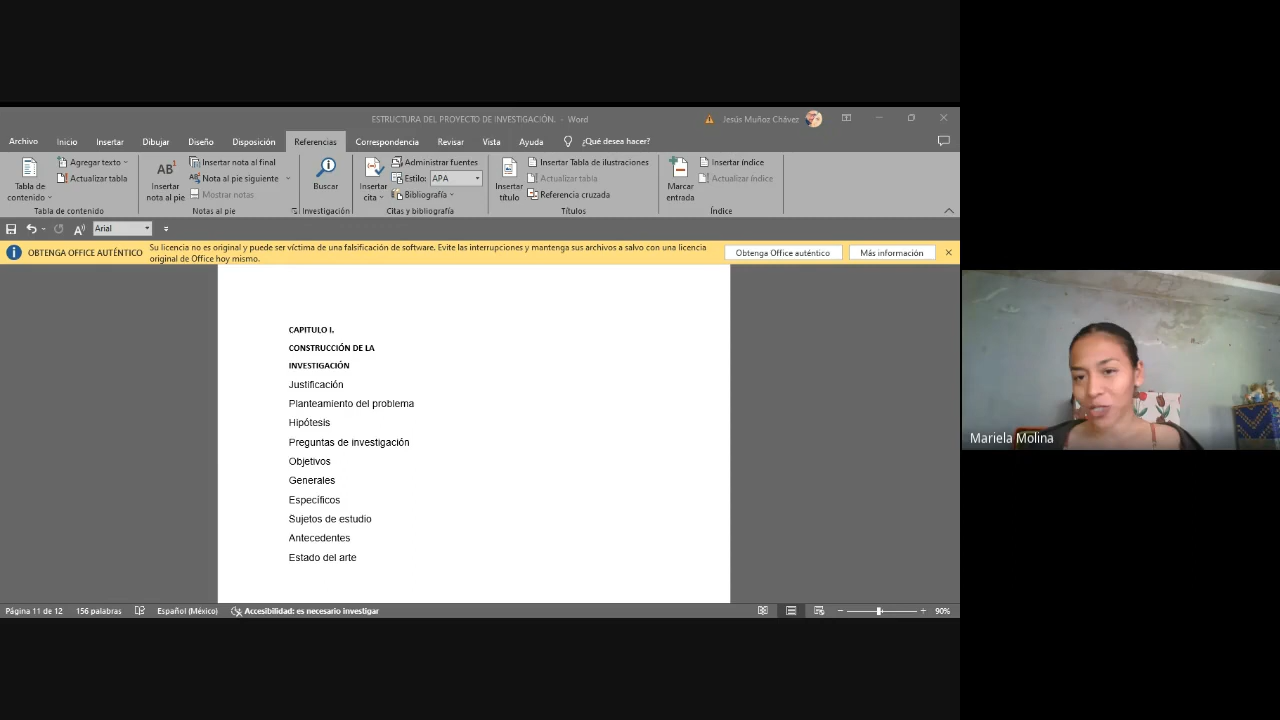 ESTRUCTURA DEL PROYECTO DE INVESTIGACIÓN. - Word
Jesús Muñoz Chávez
Archivo Inicio Insertar Dibujar Diseño Disposición Referencias Correspondencia Revisar Vista Ayuda ¿Qué desea hacer?
Tabla de contenido
Agregar texto
Actualizar tabla
Tabla de contenido
AB1
Insertar nota al pie
Insertar nota al final
Nota al pie siguiente
Mostrar notas
Notas al pie
Buscar
Investigación
Insertar cita
Administrar fuentes
Estilo: APA
Bibliografía
Citas y bibliografía
Insertar título
Insertar Tabla de ilustraciones
Actualizar tabla
Referencia cruzada
Títulos
Marcar entrada
Insertar índice
Actualizar índice
Índice
Arial
OBTENGA OFFICE AUTÉNTICO
Su licencia no es original y puede ser víctima de una falsificación de software. Evite las interrupciones y mantenga sus archivos a salvo con una licencia
original de Office hoy mismo.
Obtenga Office auténtico
Más información
CAPITULO I.
CONSTRUCCIÓN DE LA
INVESTIGACIÓN
Justificación
Planteamiento del problema
Hipótesis
Preguntas de investigación
Objetivos
Generales
Específicos
Sujetos de estudio
Antecedentes
Estado del arte
Mariela Molina
Página 11 de 12 156 palabras Español (México) Accesibilidad: es necesario investigar 90%